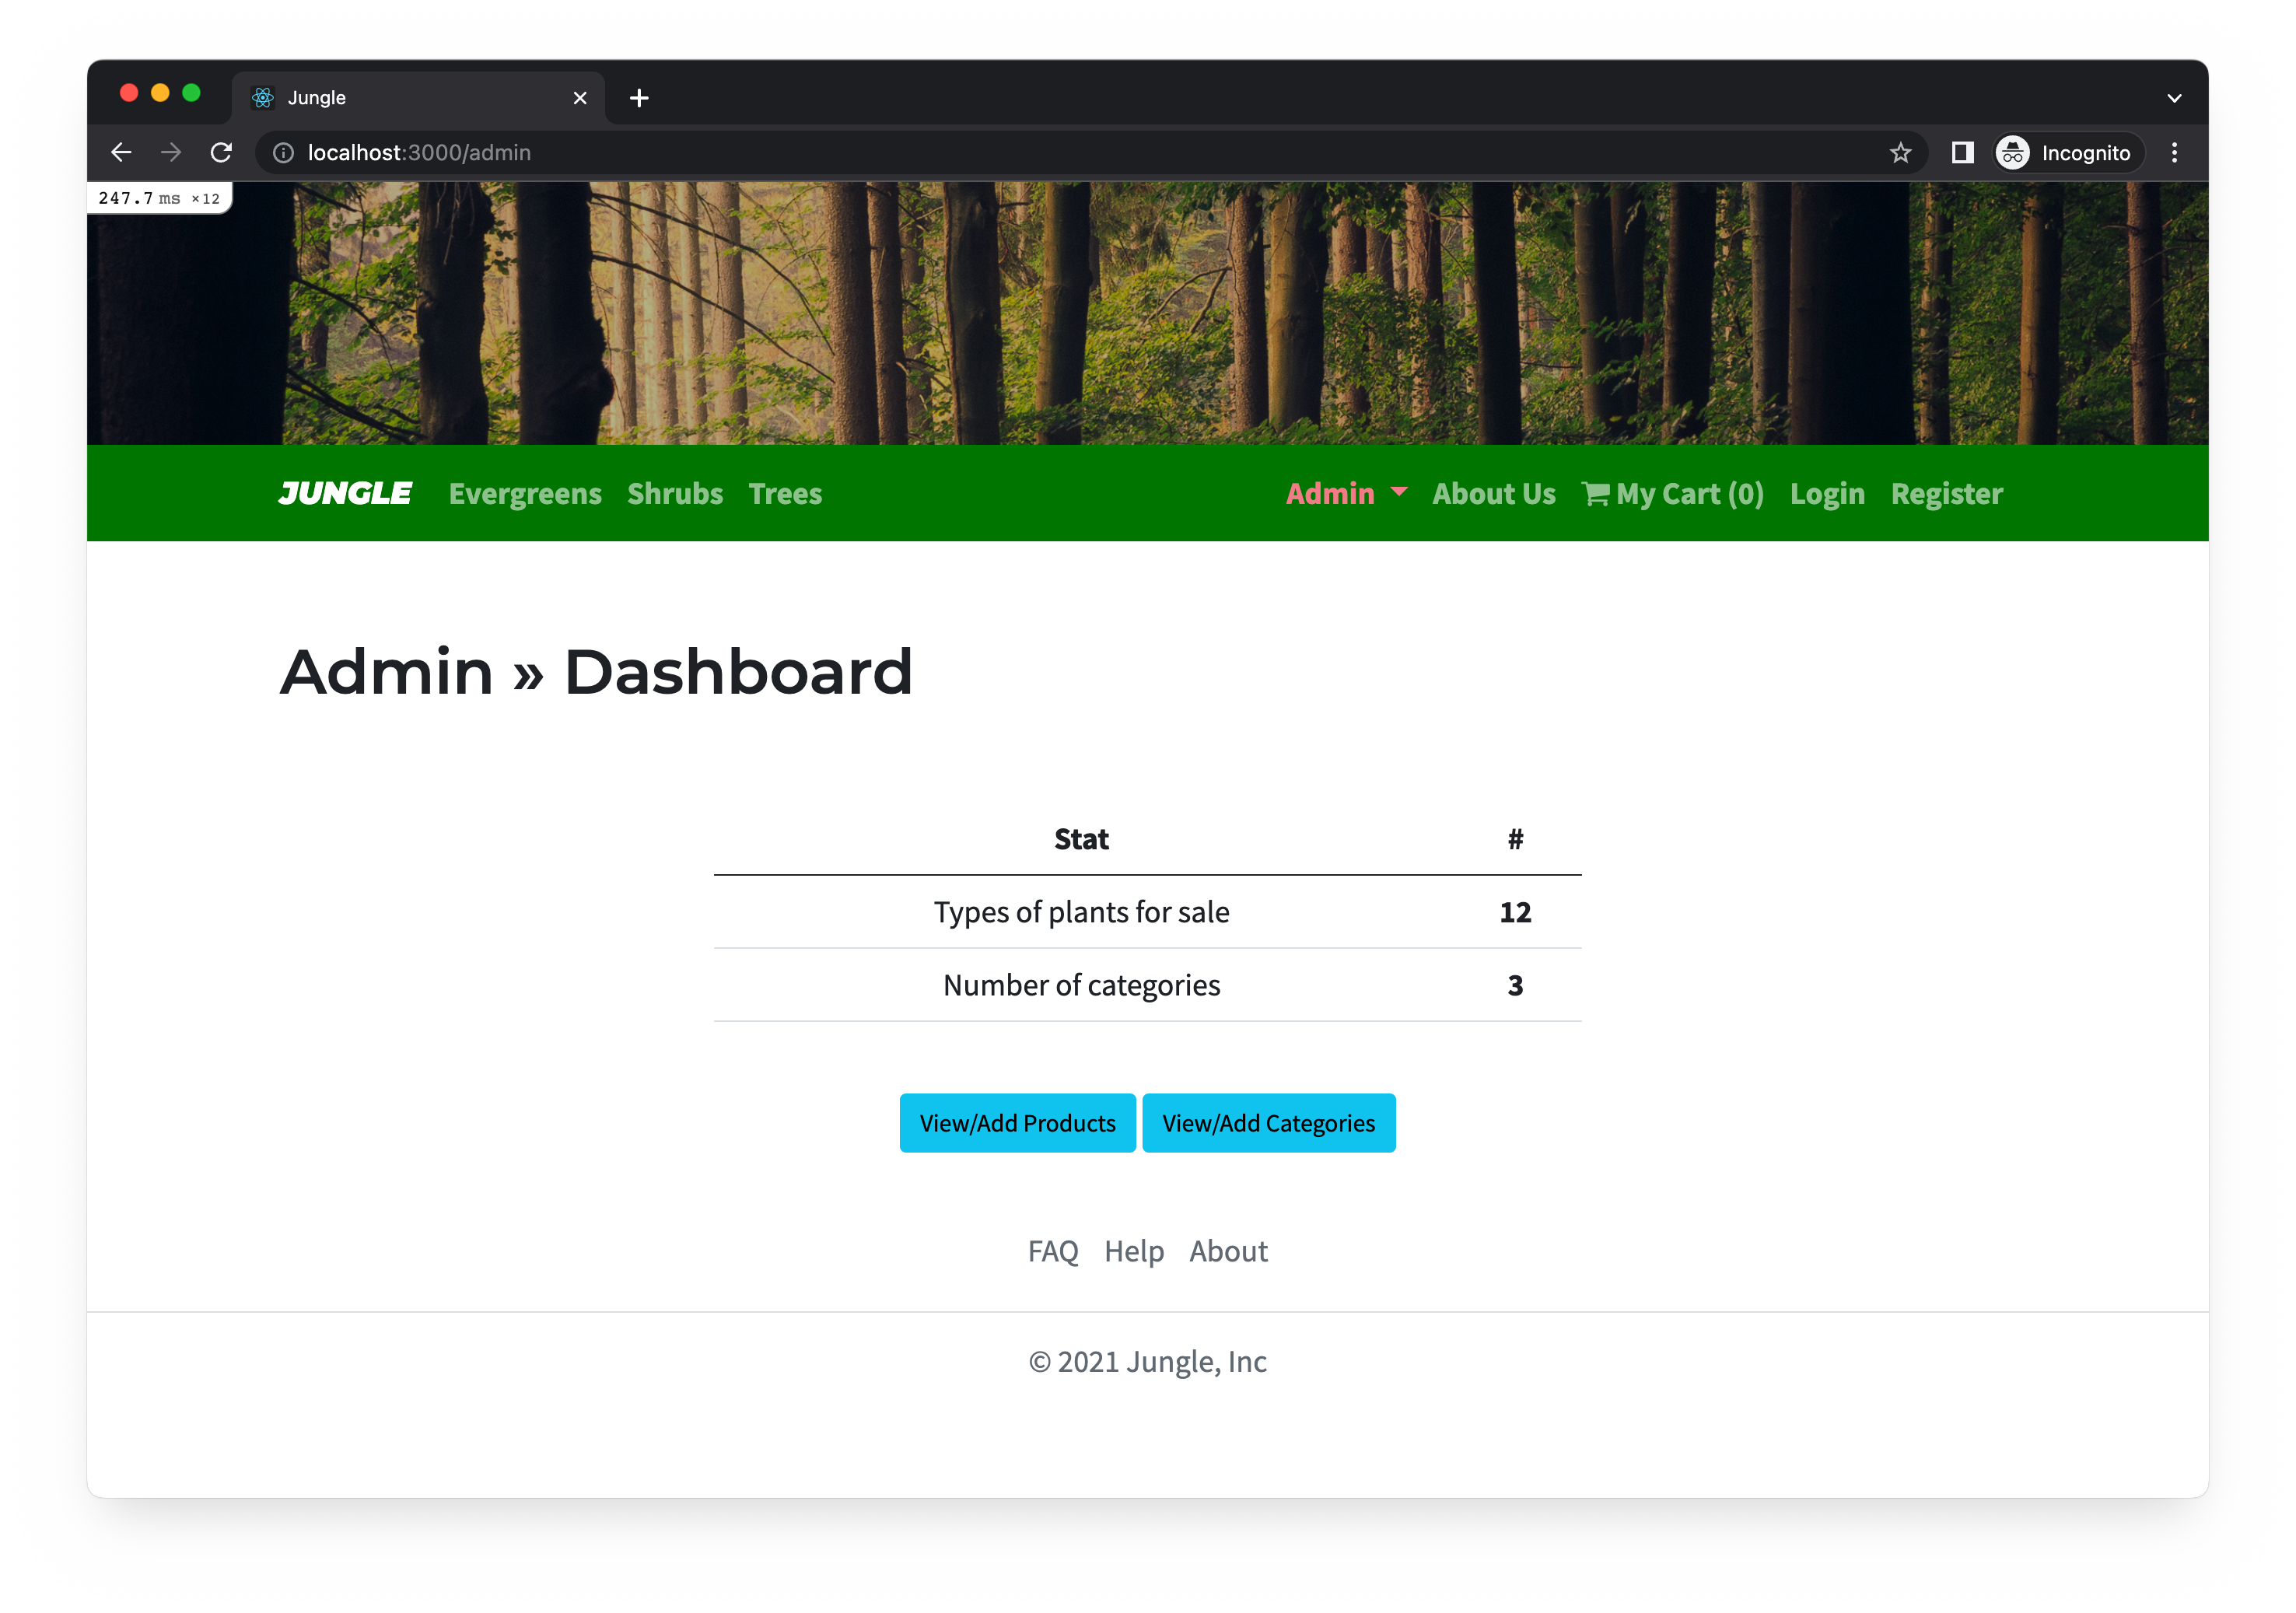 Jungle
localhost:3000/admin
Incognito
247.7 ms ×12
JUNGLE Evergreens Shrubs Trees Admin About Us My Cart (0) Login Register
Admin » Dashboard
Stat #
Types of plants for sale 12
Number of categories 3
View/Add Products View/Add Categories
FAQ Help About
© 2021 Jungle, Inc